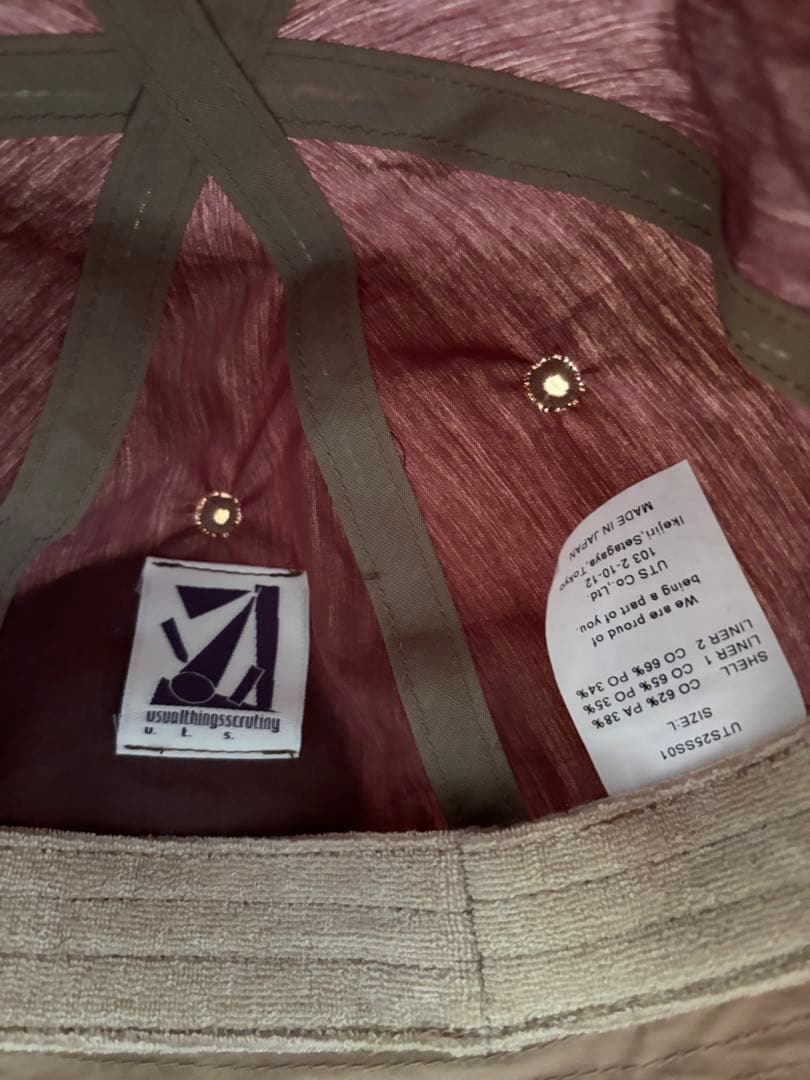 usualthingsscrutiny
u. t. s.
UTS25SS01
SIZE:L
SHELL CO 62% PA 38%
LINER 1 CO 65% PO 35%
LINER 2 CO 66% PO 34%
We are proud of
being a part of you.
UTS Co.,Ltd.
103 2-10-12
Ikejiri,Setagaya,Tokyo
MADE IN JAPAN